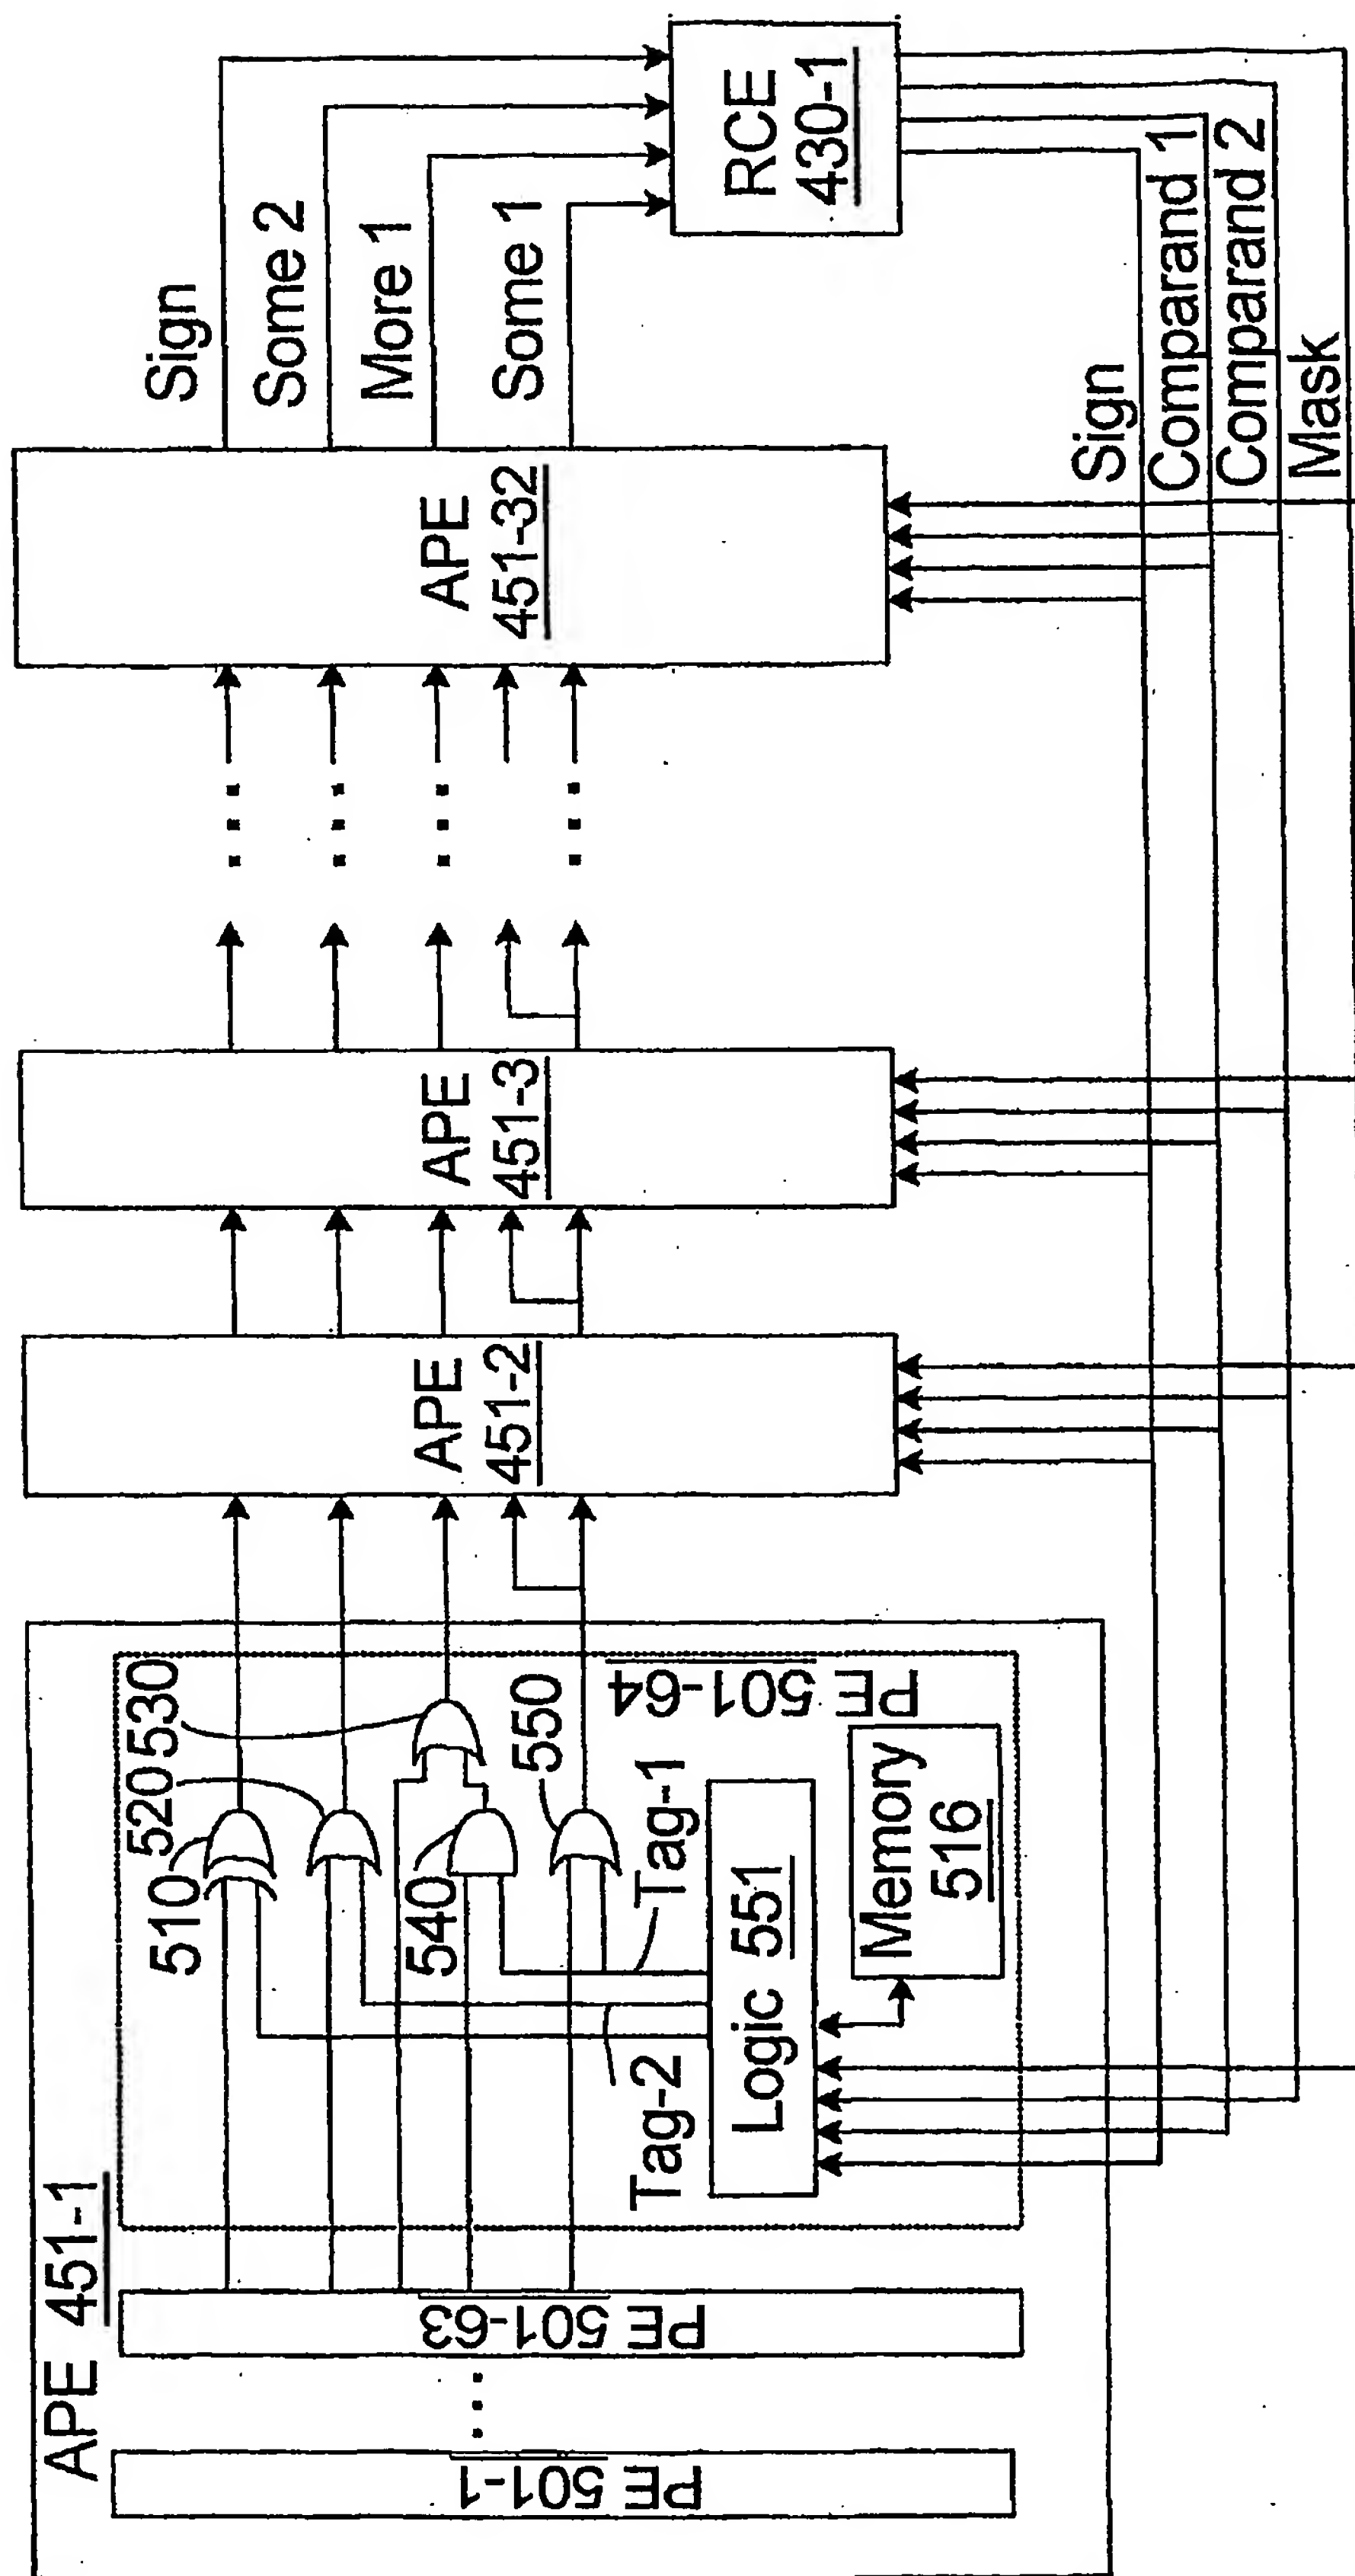 APE 451-1
PE 501-1
PE 501-63
PE 501-64
510
520
530
540
550
Tag-1
Tag-2
Logic 551
Memory
516
APE
451-2
APE
451-3
APE
451-32
Sign
Some 2
More 1
Some 1
RCE
430-1
Sign
Comparand 1
Comparand 2
Mask